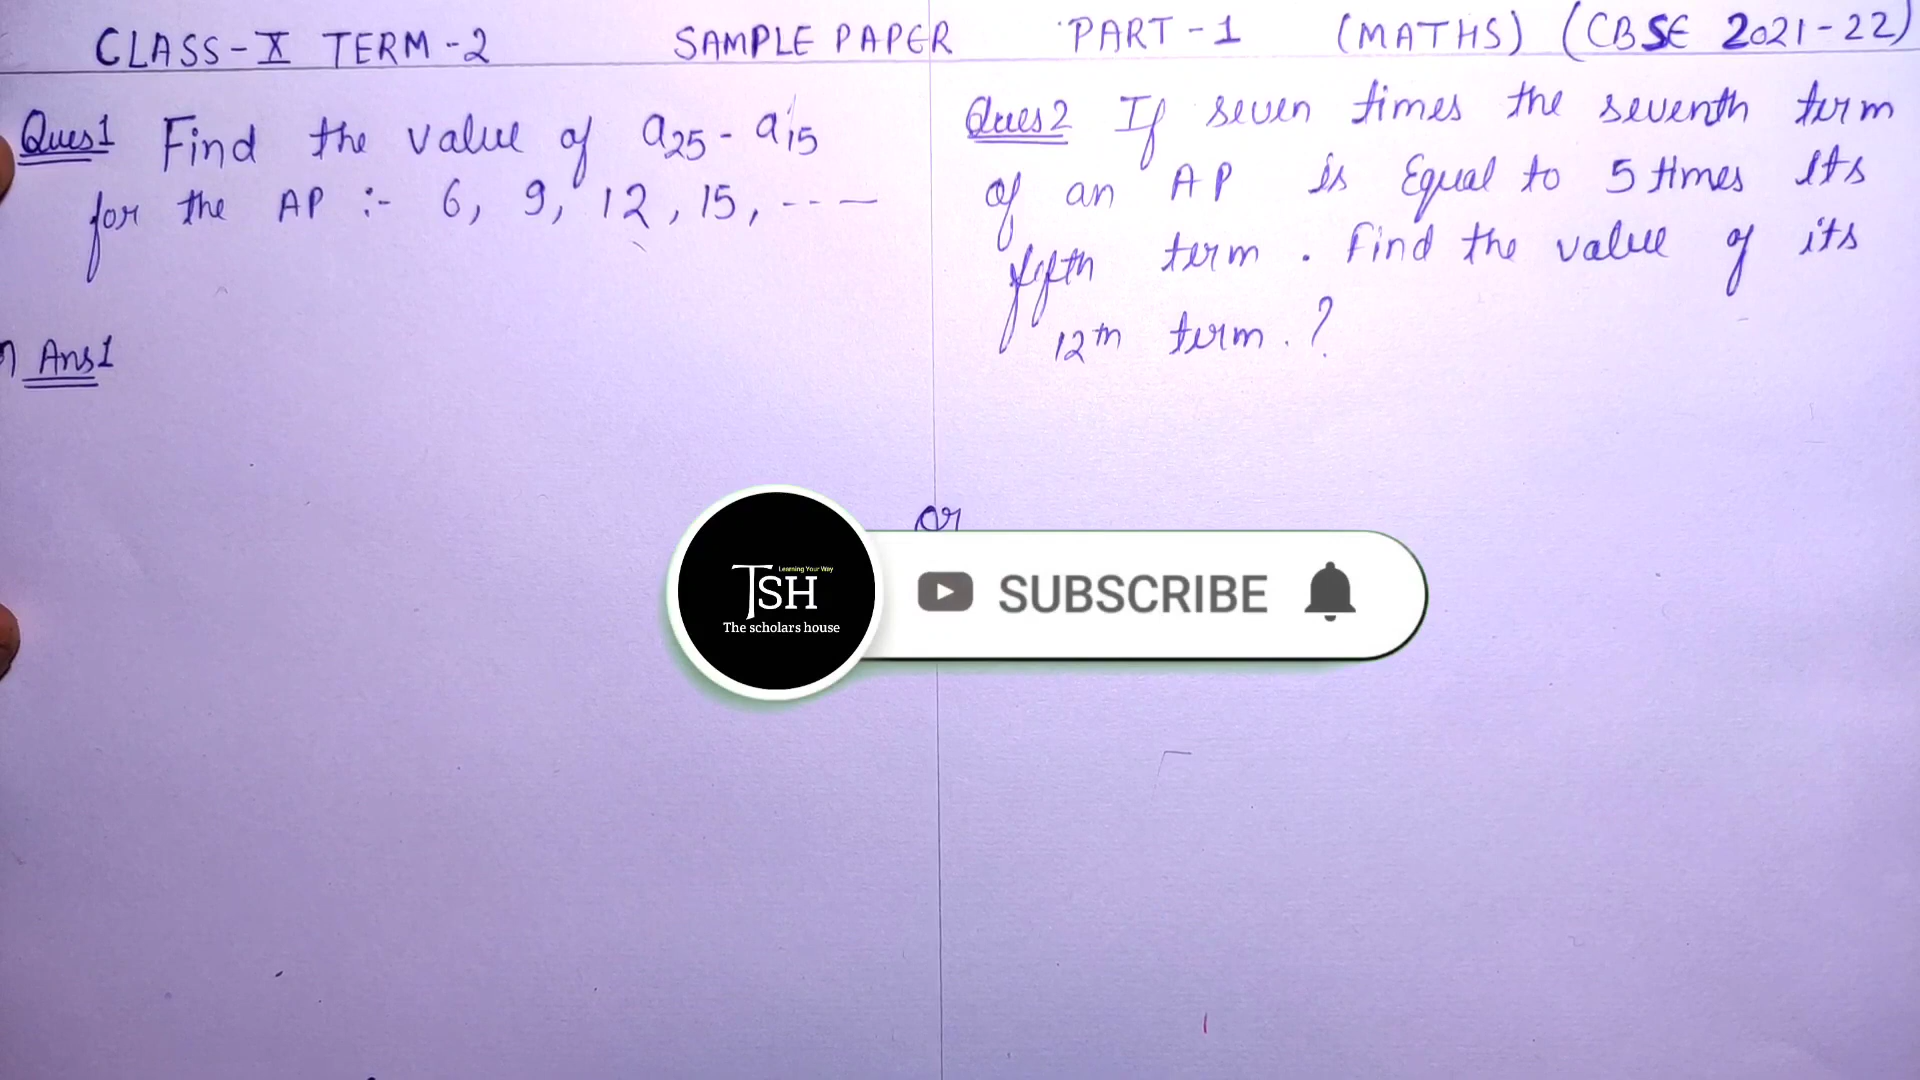 CLASS-X TERM-2 SAMPLE PAPER PART-1 (MATHS) (CBSE 2021-22)
Ques1 Find the value of a25 - a15
for the AP :- 6, 9, 12, 15, ---
Ans1
Ques2 If seven times the seventh term
of an AP is Equal to 5 times its
fifth term. Find the value of its
12th term.?
or
Learning Your Way
TSH
The scholars house
SUBSCRIBE